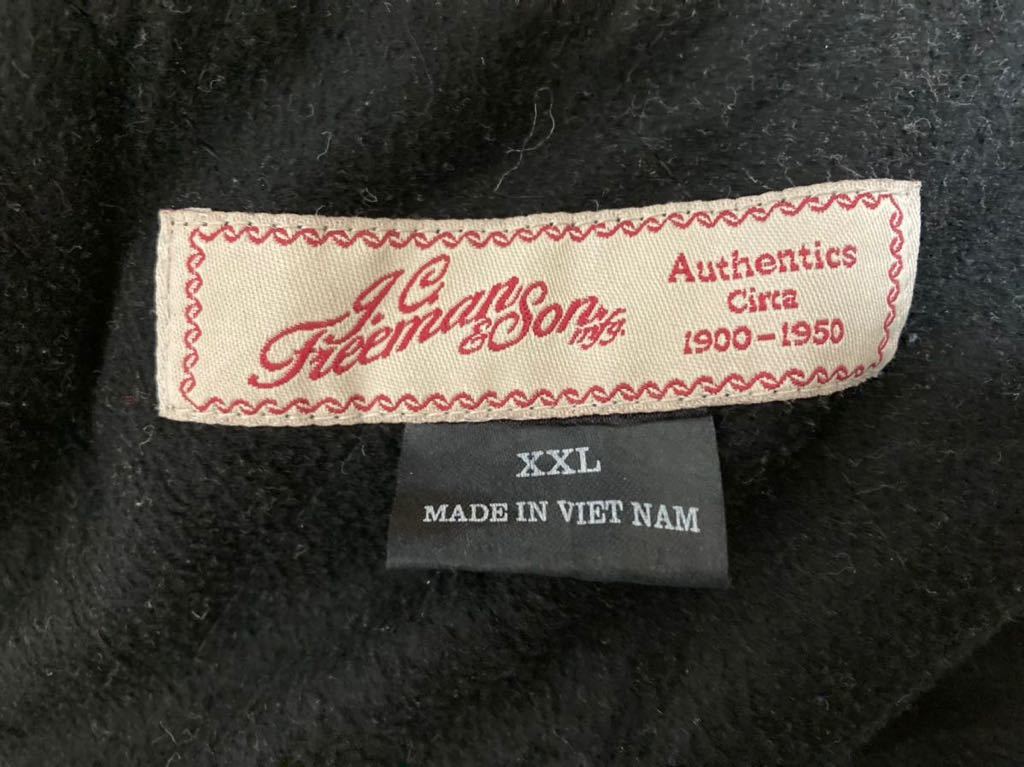 J.C.
Freeman
& Son. mfg.
Authentics
Circa
1900-1950
XXL
MADE IN VIET NAM